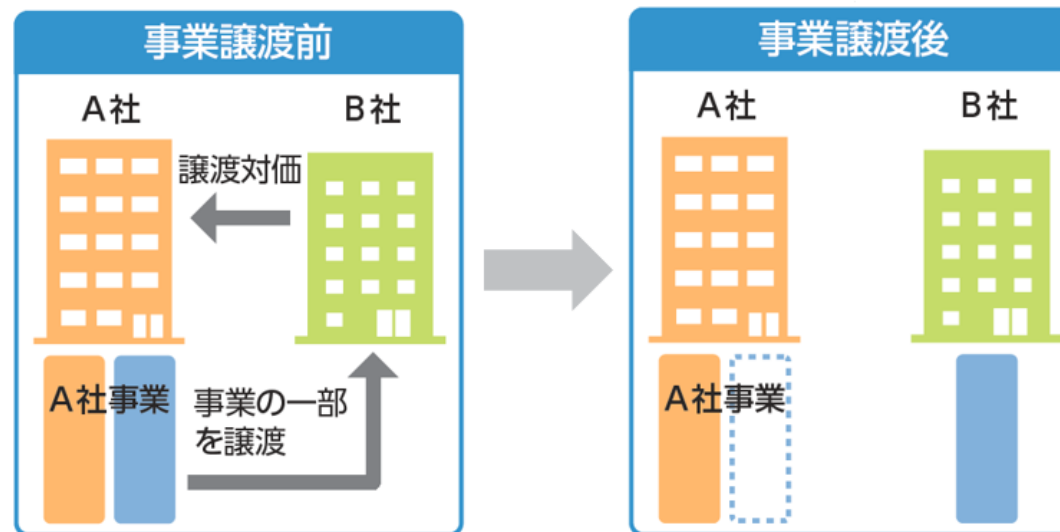 事業譲渡前
A社
B社
譲渡対価
A社事業
事業の一部
を譲渡
事業譲渡後
A社
B社
A社事業